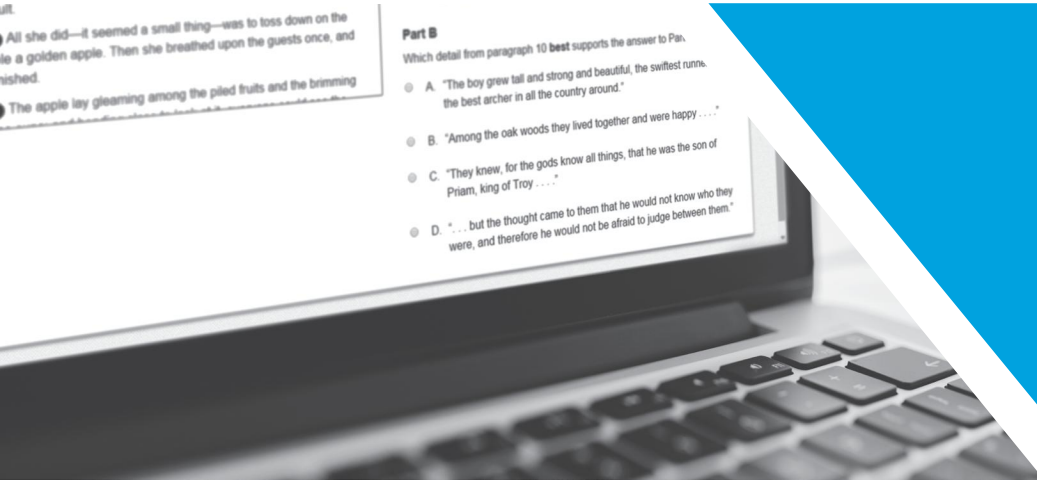 ult.
All she did—it seemed a small thing—was to toss down on the
le a golden apple. Then she breathed upon the guests once, and
nished.
The apple lay gleaming among the piled fruits and the brimming
Part B
Which detail from paragraph 10 best supports the answer to Par
A. "The boy grew tall and strong and beautiful, the swiftest runne
the best archer in all the country around."
B. "Among the oak woods they lived together and were happy . . . ."
C. "They knew, for the gods know all things, that he was the son of
Priam, king of Troy . . . ."
D. ". . . but the thought came to them that he would not know who they
were, and therefore he would not be afraid to judge between them."